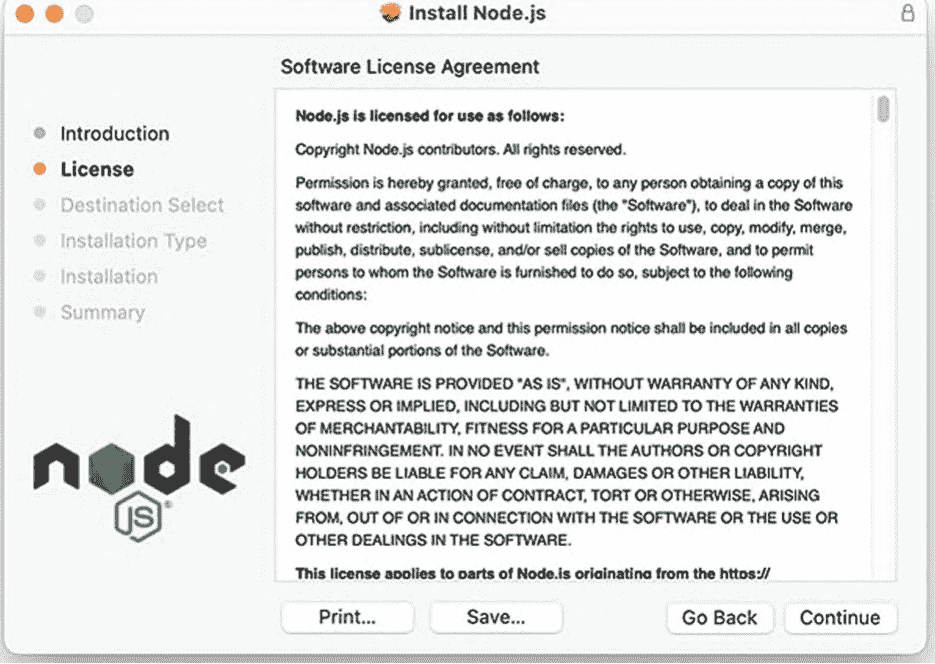 Install Node.js
Software License Agreement
Introduction
License
Destination Select
Installation Type
Installation
Summary
node
JS®
Node.js is licensed for use as follows:
Copyright Node.js contributors. All rights reserved.
Permission is hereby granted, free of charge, to any person obtaining a copy of this
software and associated documentation files (the "Software"), to deal in the Software
without restriction, including without limitation the rights to use, copy, modify, merge,
publish, distribute, sublicense, and/or sell copies of the Software, and to permit
persons to whom the Software is furnished to do so, subject to the following
conditions:
The above copyright notice and this permission notice shall be included in all copies
or substantial portions of the Software.
THE SOFTWARE IS PROVIDED "AS IS", WITHOUT WARRANTY OF ANY KIND,
EXPRESS OR IMPLIED, INCLUDING BUT NOT LIMITED TO THE WARRANTIES
OF MERCHANTABILITY, FITNESS FOR A PARTICULAR PURPOSE AND
NONINFRINGEMENT. IN NO EVENT SHALL THE AUTHORS OR COPYRIGHT
HOLDERS BE LIABLE FOR ANY CLAIM, DAMAGES OR OTHER LIABILITY,
WHETHER IN AN ACTION OF CONTRACT, TORT OR OTHERWISE, ARISING
FROM, OUT OF OR IN CONNECTION WITH THE SOFTWARE OR THE USE OR
OTHER DEALINGS IN THE SOFTWARE.
This license applies to parts of Node.js originating from the https://
Print...
Save...
Go Back
Continue